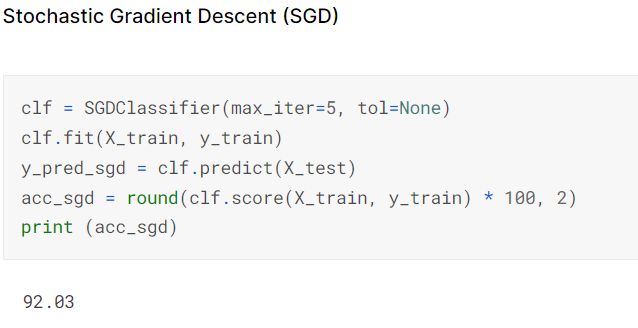 Stochastic Gradient Descent (SGD)
clf = SGDClassifier(max_iter=5, tol=None)
clf.fit(X_train, y_train)
y_pred_sgd = clf.predict(X_test)
acc_sgd = round(clf.score(X_train, y_train) * 100, 2)
print (acc_sgd)
92.03